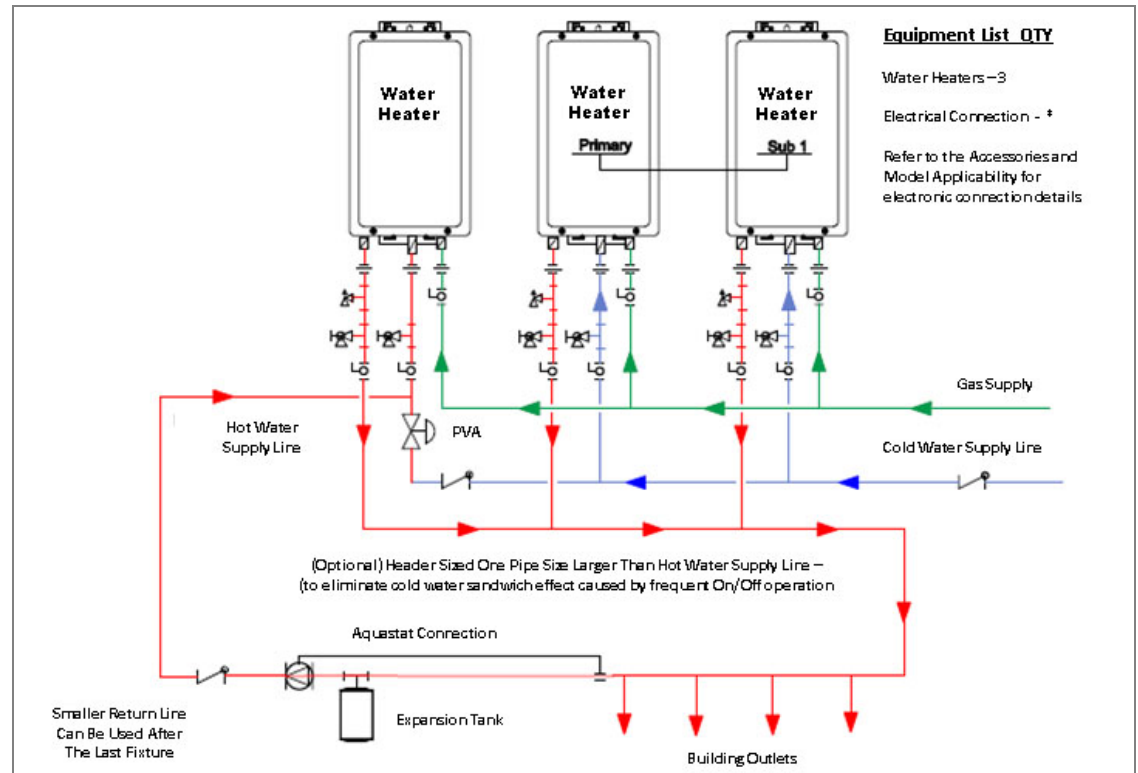 Water
Heater
Water
Heater
Primary
Water
Heater
Sub 1
Equipment List QTY
Water Heaters – 3
Electrical Connection - *
Refer to the Accessories and
Model Applicability for
electronic connection details
Gas Supply
Hot Water
Supply Line
PVA
Cold Water Supply Line
(Optional) Header Sized One Pipe Size Larger Than Hot Water Supply Line –
(to eliminate cold water sandwich effect caused by frequent On/Off operation
Aquastat Connection
Smaller Return Line
Can Be Used After
The Last Fixture
Expansion Tank
Building Outlets